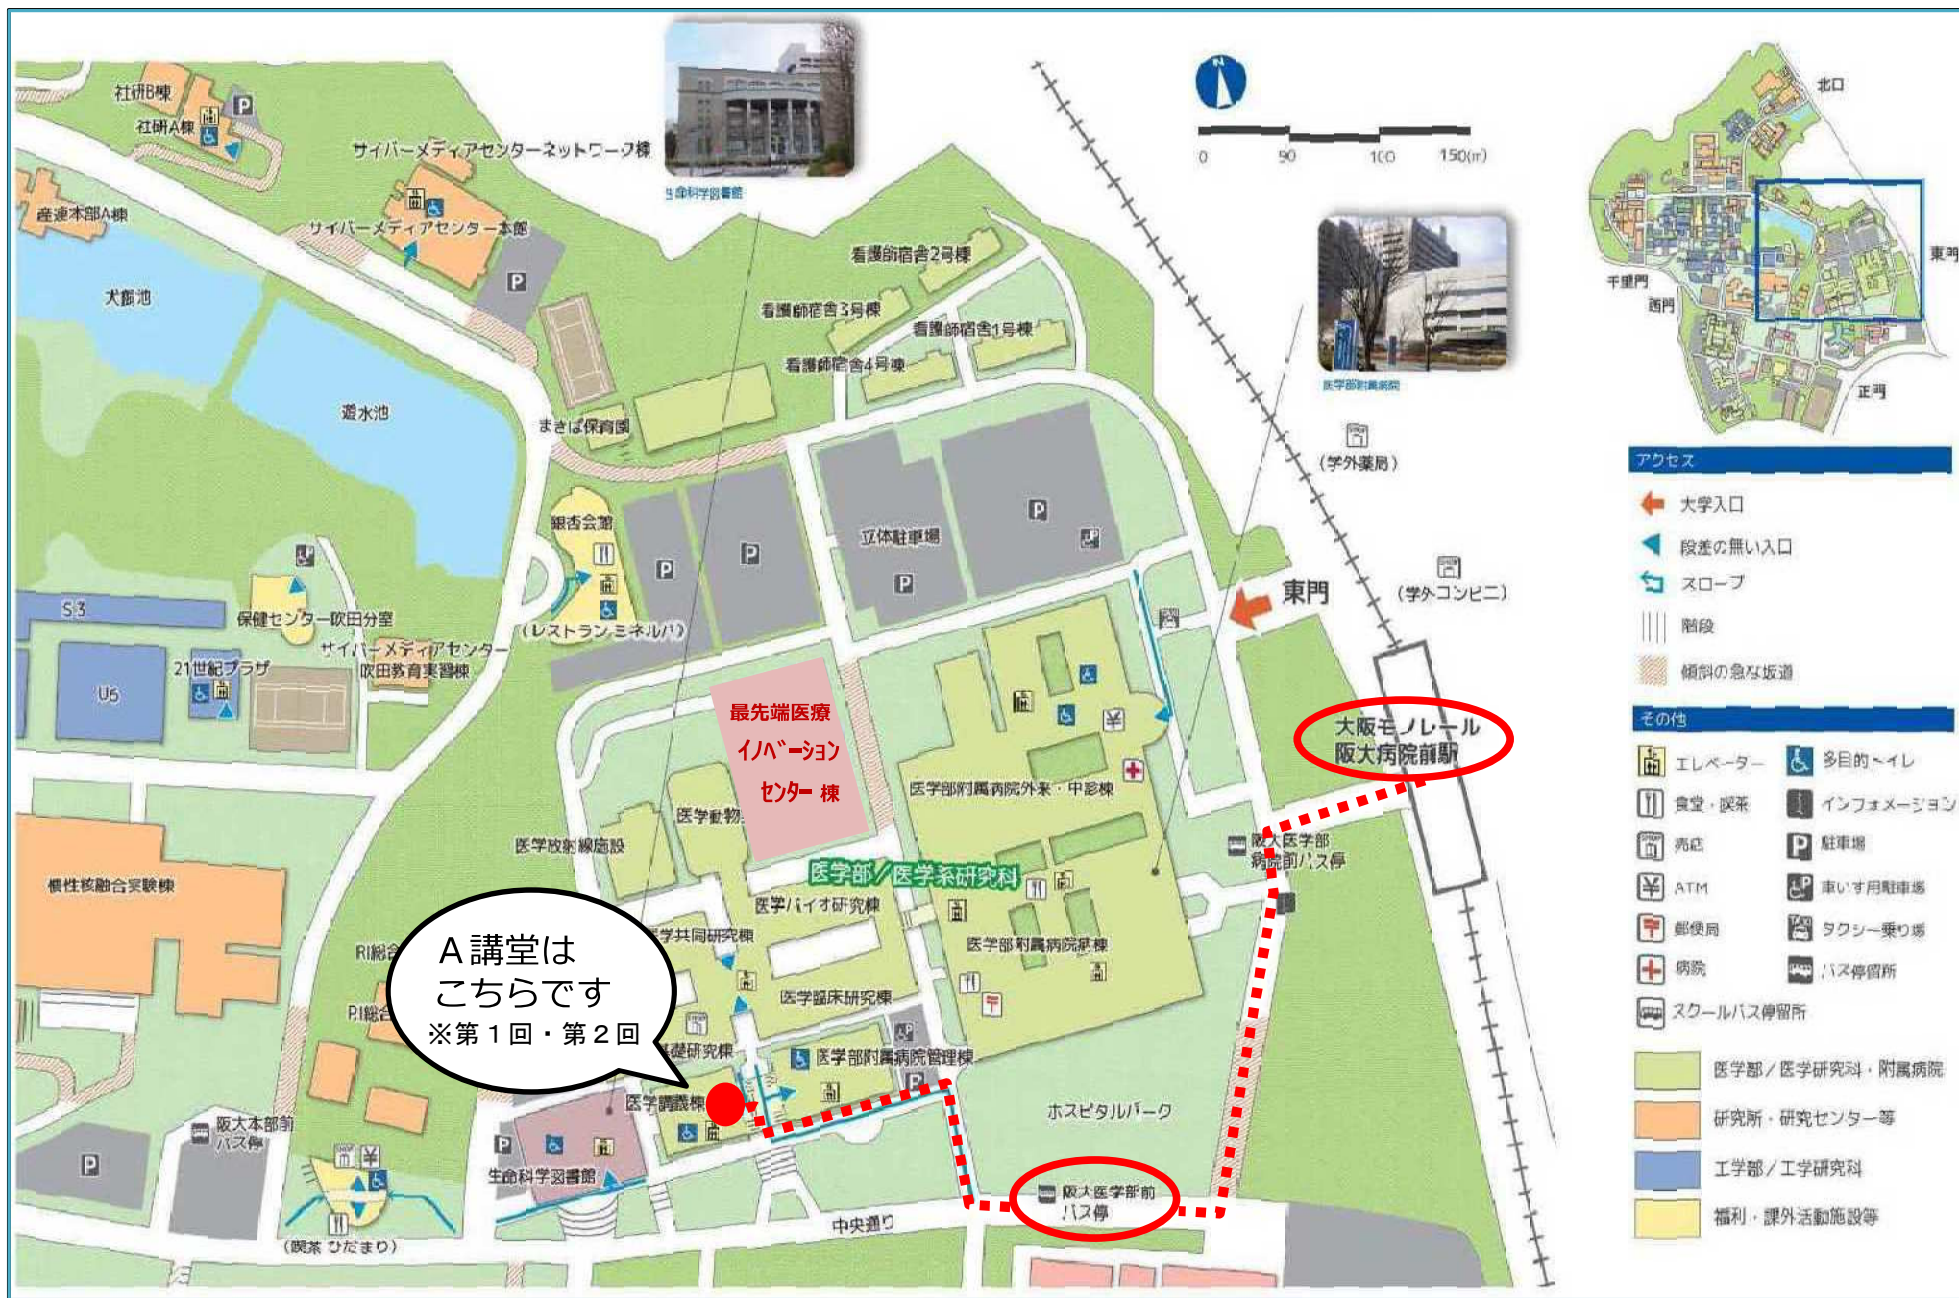 社研B棟
社研A棟
サイバーメディアセンターネットワーク棟
サイバーメディアセンター本館
産連本部A棟
犬飼池
遊水池
生命科学図書館
N
0
50
100
150(m)
医学部附属病院
北口
東門
千里門
西門
正門
看護師宿舎2号棟
看護師宿舎3号棟
看護師宿舎1号棟
看護師宿舎4号棟
まきば保育園
(学外薬局)
銀杏会館
(レストラン ミネルバ)
立体駐車場
東門
(学外コンビニ)
S3
U5
保健センター吹田分室
サイバーメディアセンター
吹田教育実習棟
21世紀プラザ
最先端医療
イノベーション
センター 棟
大阪モノレール
阪大病院前駅
医学部附属病院外来・中診棟
医学動物
医学放射線施設
阪大医学部
病院前バス停
医学部/医学系研究科
医学バイオ研究棟
学共同研究棟
医学部附属病院病棟
医学臨床研究棟
A講堂は
こちらです
※第1回・第2回
RI総合
RI総合
礎研究棟
医学部附属病院管理棟
医学講義棟
生命科学図書館
ホスピタルパーク
阪大医学部前
バス停
中央通り
阪大本部前
バス停
(喫茶 ひだまり)
アクセス
大学入口
段差の無い入口
スロープ
階段
傾斜の急な坂道
その他
エレベーター
多目的トイレ
食堂・喫茶
インフォメーション
売店
P
駐車場
ATM
車いす用駐車場
郵便局
タクシー乗り場
病院
バス停留所
スクールバス停留所
医学部/医学研究科・附属病院
研究所・研究センター等
工学部/工学研究科
福利・課外活動施設等